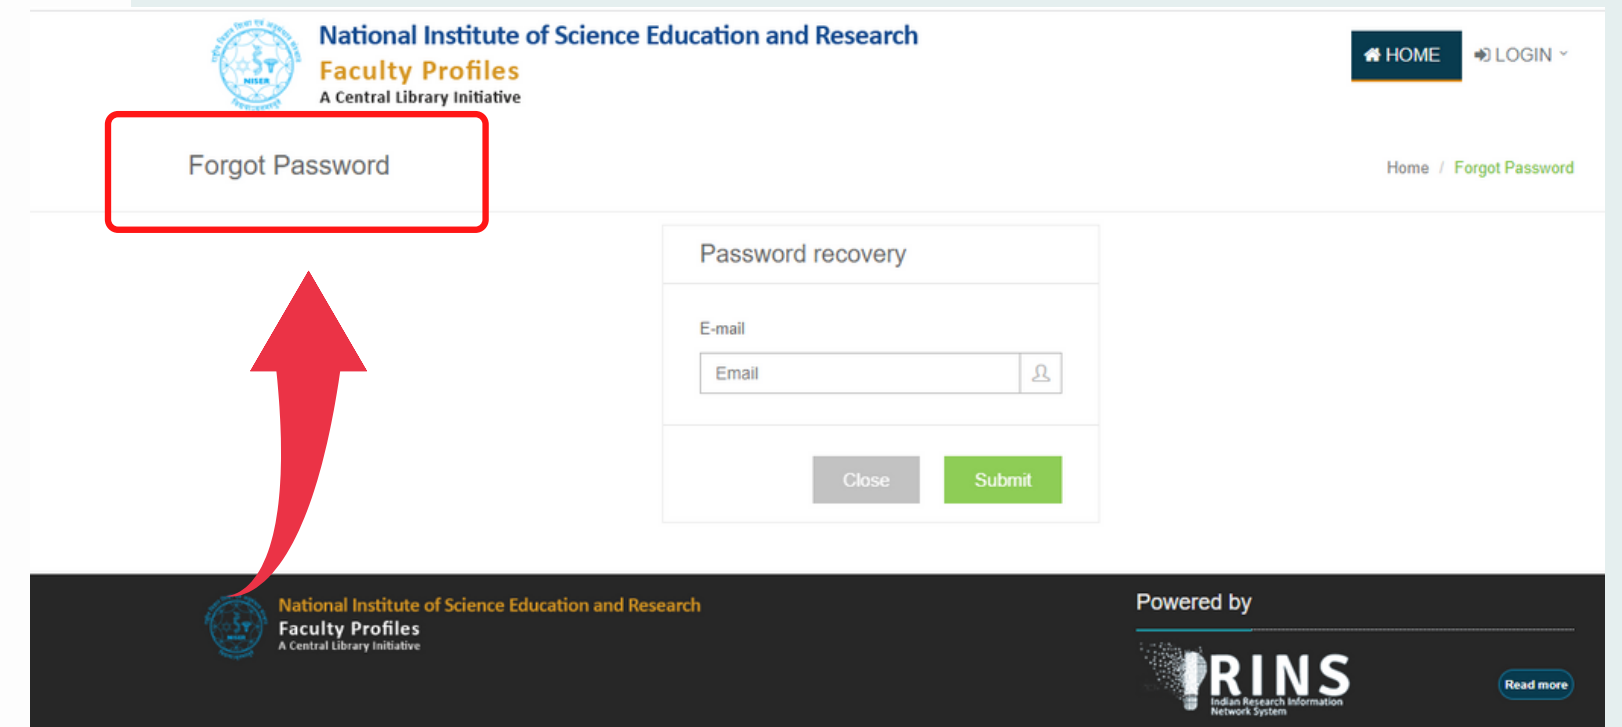 National Institute of Science Education and Research
Faculty Profiles
A Central Library Initiative
NISER
HOME
LOGIN
Forgot Password
Home / Forgot Password
Password recovery
E-mail
Email
Close
Submit
National Institute of Science Education and Research
Faculty Profiles
A Central Library Initiative
Powered by
IRINS
Indian Research Information
Network System
Read more